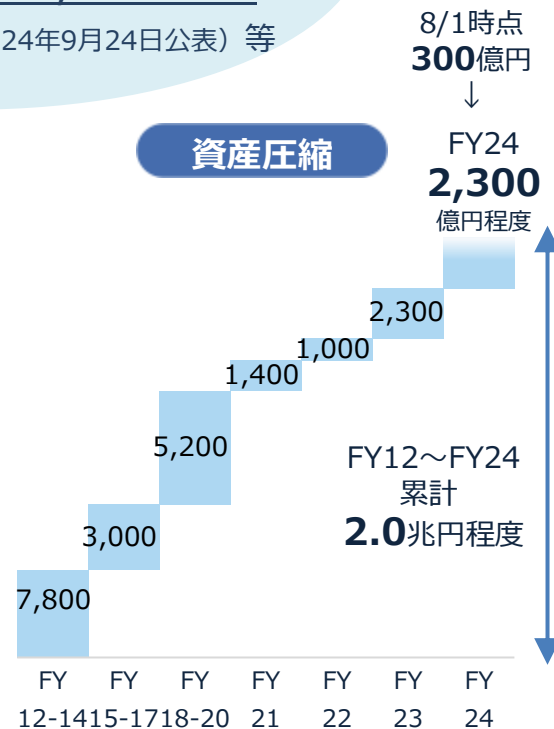 24年9月24日公表）等
8/1時点
300億円
↓
資産圧縮
FY24
2,300
億円程度
2,300
1,000
1,400
5,200
3,000
7,800
FY12～FY24
累計
2.0兆円程度
FY FY FY FY FY FY FY
12-14 15-17 18-20 21 22 23 24